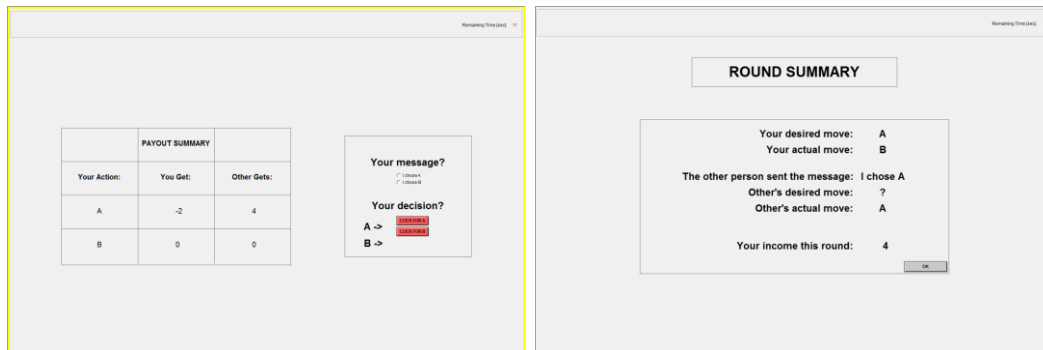 Remaining Time [sec]: 11
PAYOUT SUMMARY
Your Action: You Get: Other Gets:
A -2 4
B 0 0
Your message?
I chose A
I chose B
Your decision?
A -> CLICK FOR A
CLICK FOR B
B ->
Remaining Time [sec]:
ROUND SUMMARY
Your desired move: A
Your actual move: B
The other person sent the message: I chose A
Other's desired move: ?
Other's actual move: A
Your income this round: 4
OK